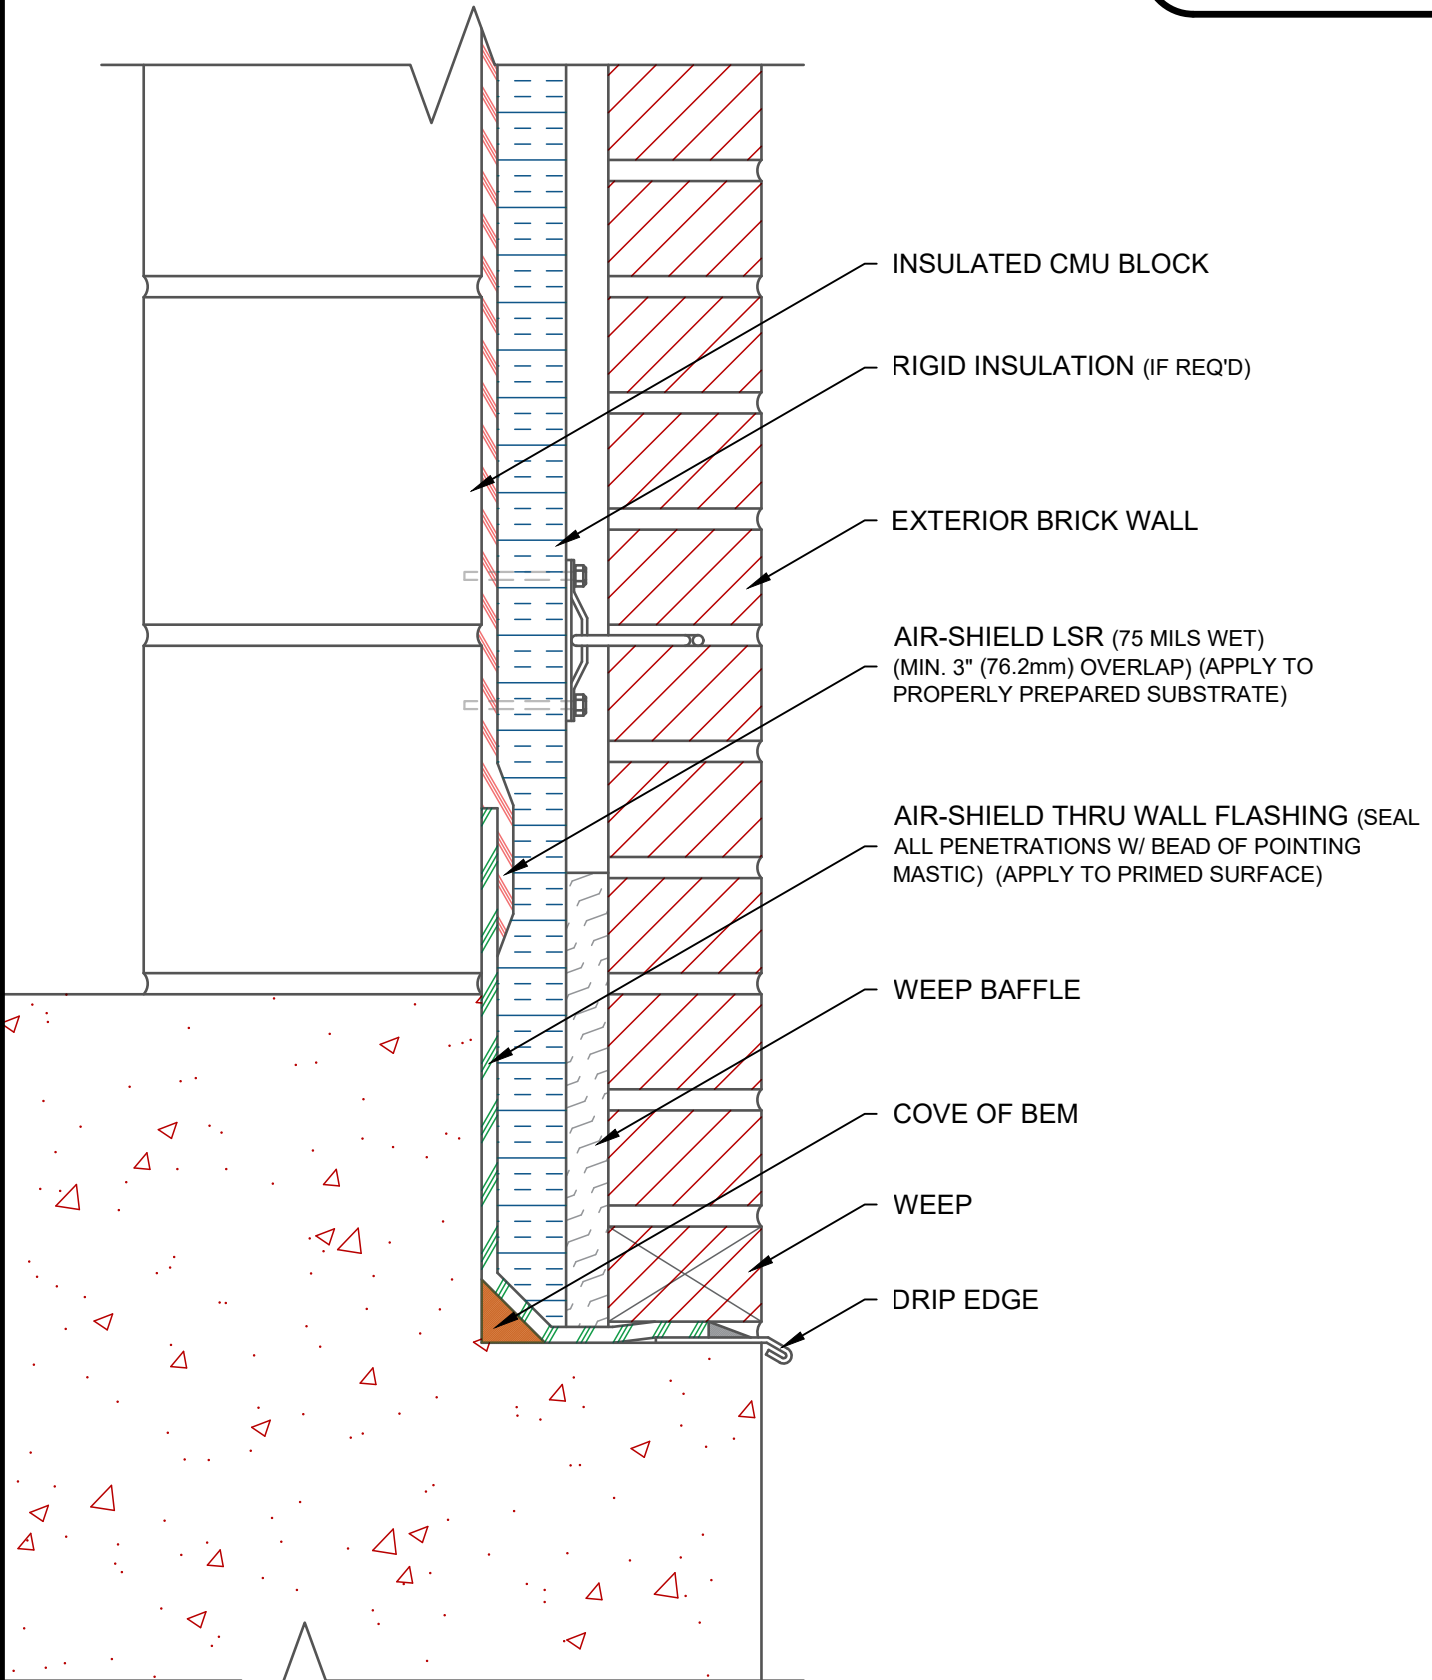 INSULATED CMU BLOCK
RIGID INSULATION (IF REQ'D)
EXTERIOR BRICK WALL
AIR-SHIELD LSR (75 MILS WET)
(MIN. 3" (76.2mm) OVERLAP) (APPLY TO
PROPERLY PREPARED SUBSTRATE)
AIR-SHIELD THRU WALL FLASHING (SEAL
ALL PENETRATIONS W/ BEAD OF POINTING
MASTIC) (APPLY TO PRIMED SURFACE)
WEEP BAFFLE
COVE OF BEM
WEEP
DRIP EDGE